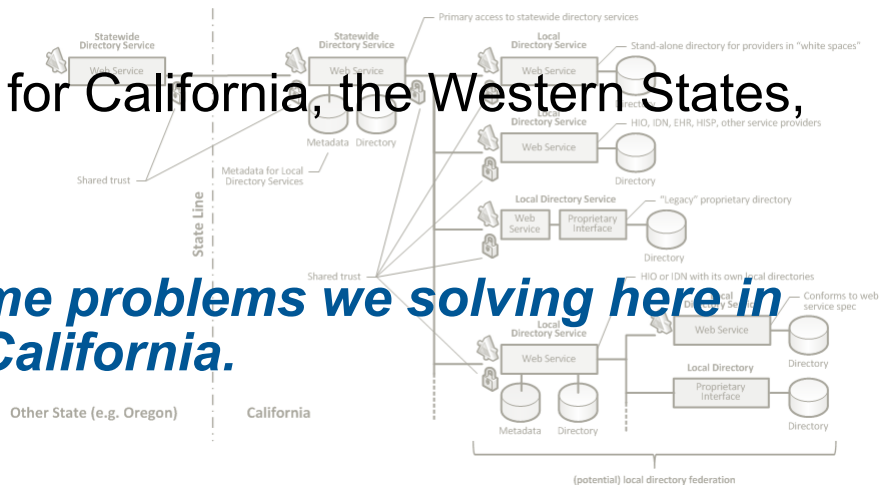 Primary access to statewide directory services
Statewide
Directory Service
Web Service
Statewide
Directory Service
Web Service
Local
Directory Service
Web Service
Stand-alone directory for providers in "white spaces"
Directory
for California, the Western States,
Local
Directory Service
Web Service
HIO, IDN, EHR, HISP, other service providers
Directory
Metadata
Directory
Shared trust
Metadata for Local
Directory Services
State Line
Local Directory Service
"Legacy" proprietary directory
Web
Service
Proprietary
Interface
Directory
Shared trust
HIO or IDN with its own local directories
me problems we solving here in
California.
Local
Directory Service
Web Service
Conforms to web
service spec
Directory
Local
Directory Service
Web Service
Local Directory
Proprietary
Interface
Directory
Metadata
Directory
Other State (e.g. Oregon)
California
(potential) local directory federation